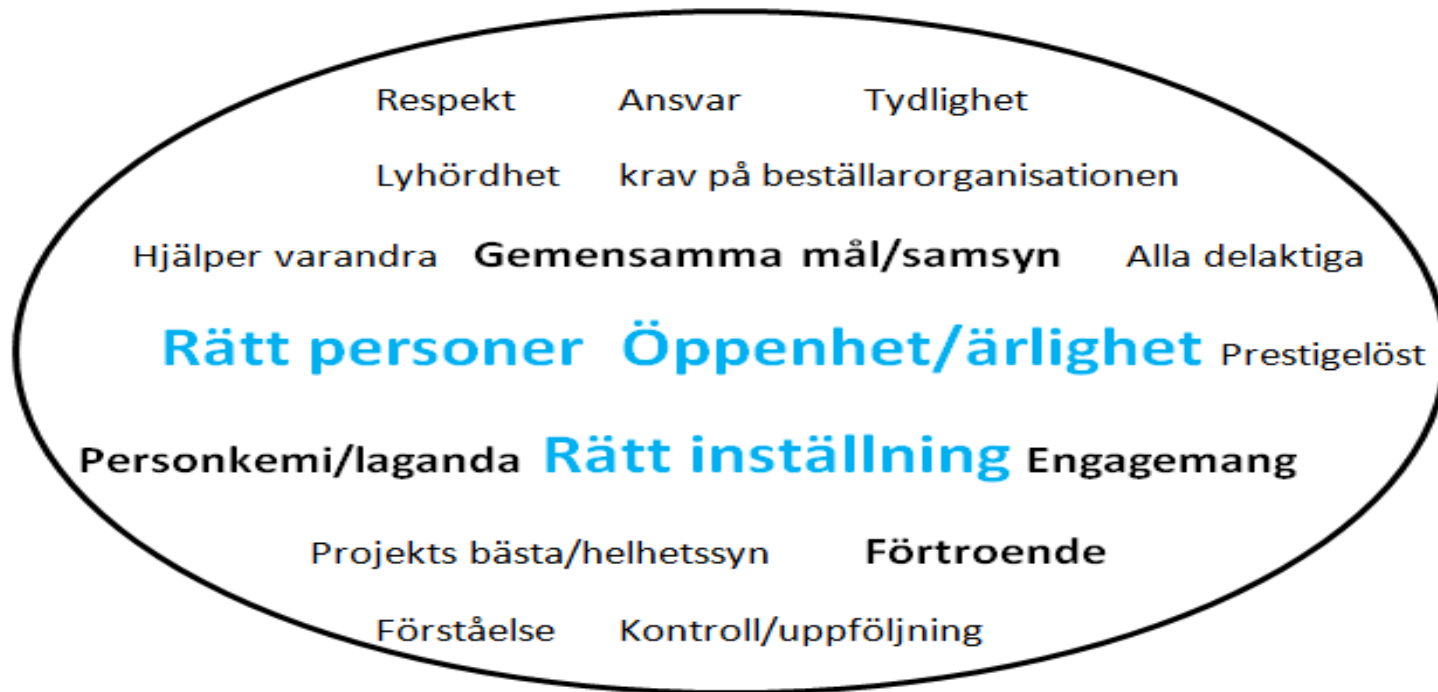 Respekt Ansvar Tydlighet
Lyhördhet krav på beställarorganisationen
Hjälper varandra Gemensamma mål/samsyn Alla delaktiga
Rätt personer Öppenhet/ärlighet Prestigelöst
Personkemi/laganda Rätt inställning Engagemang
Projekts bästa/helhetssyn Förtroende
Förståelse Kontroll/uppföljning